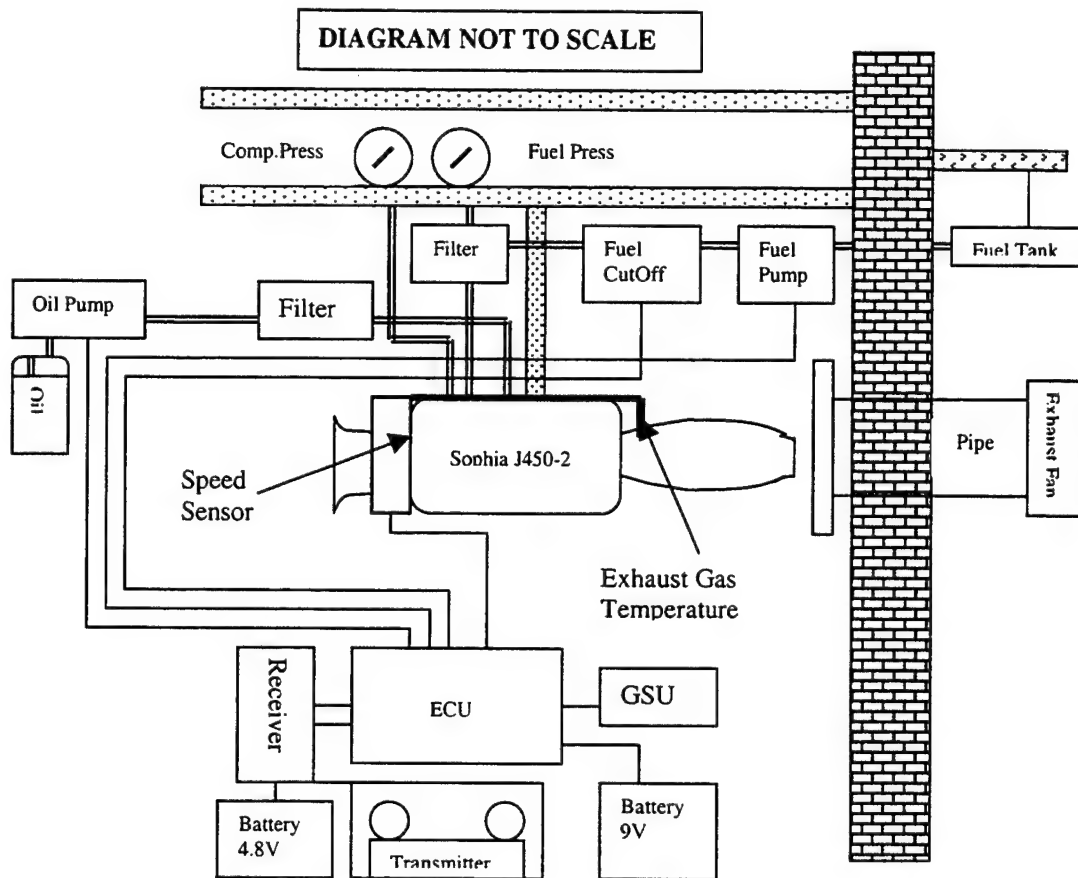 DIAGRAM NOT TO SCALE
Comp.Press
Fuel Press
Filter
Fuel
CutOff
Fuel
Pump
Fuel Tank
Oil Pump
Filter
Oil
Sophia J450-2
Speed
Sensor
Pipe
Exhaust Fan
Exhaust Gas
Temperature
Receiver
ECU
GSU
Battery
4.8V
Transmitter
Battery
9V